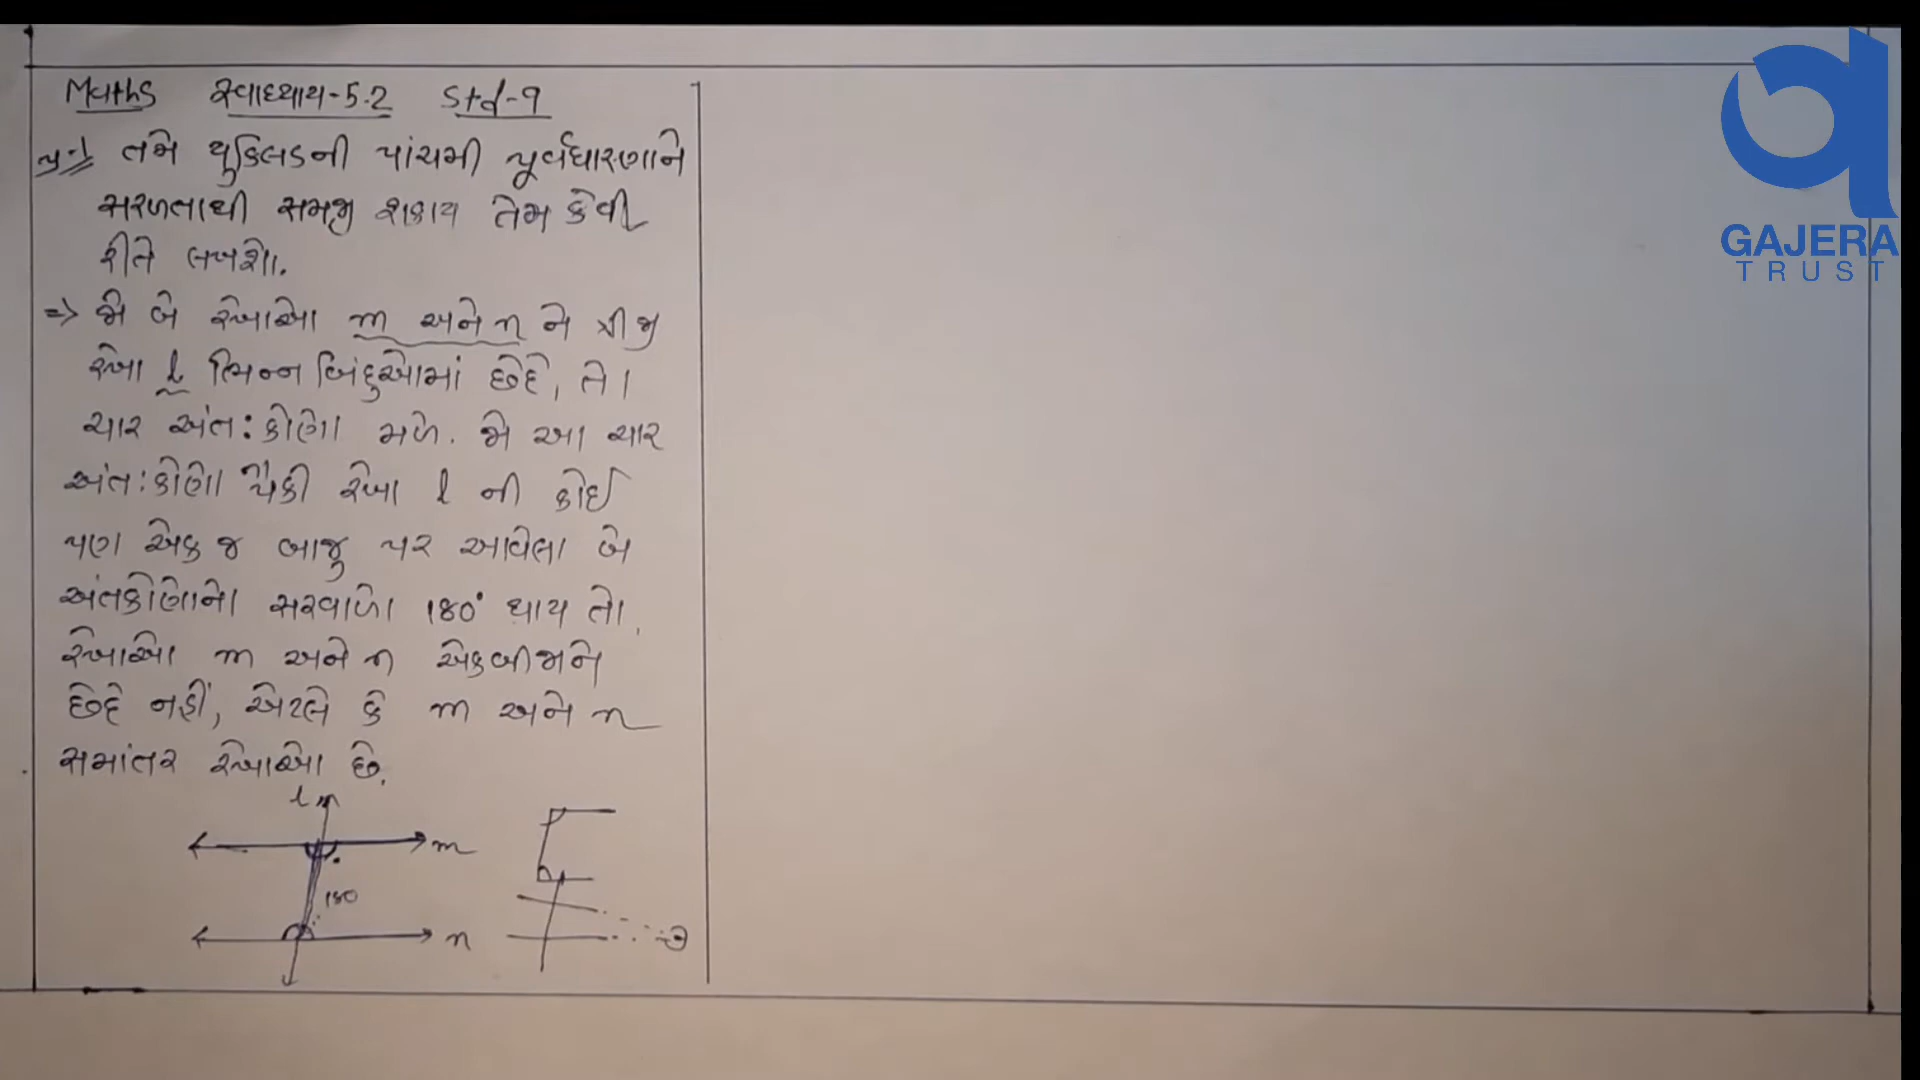 Maths સ્વાધ્યાય-5.2 Std-9
પ્ર-1 તમે યુક્લિડની પાંચમી પૂર્વધારણાને
સરળતાથી સમજી શકાય તેમ કેવી
રીતે લખશો.
⇒ જો બે રેખાઓ m અને n ને ત્રીજી
રેખા l ભિન્ન બિંદુઓમાં છેદે, તો
ચાર અંત:કોણો મળે. જો આ ચાર
અંત:કોણો પૈકી રેખા l ની કોઈ
પણ એક જ બાજુ પર આવેલા બે
અંતકોણોનો સરવાળો 180° થાય તો,
રેખાઓ m અને n એકબીજાને
છેદે નહીં, એટલે કે m અને n
સમાંતર રેખાઓ છે.
l
m
180
n
GAJERA
TRUST